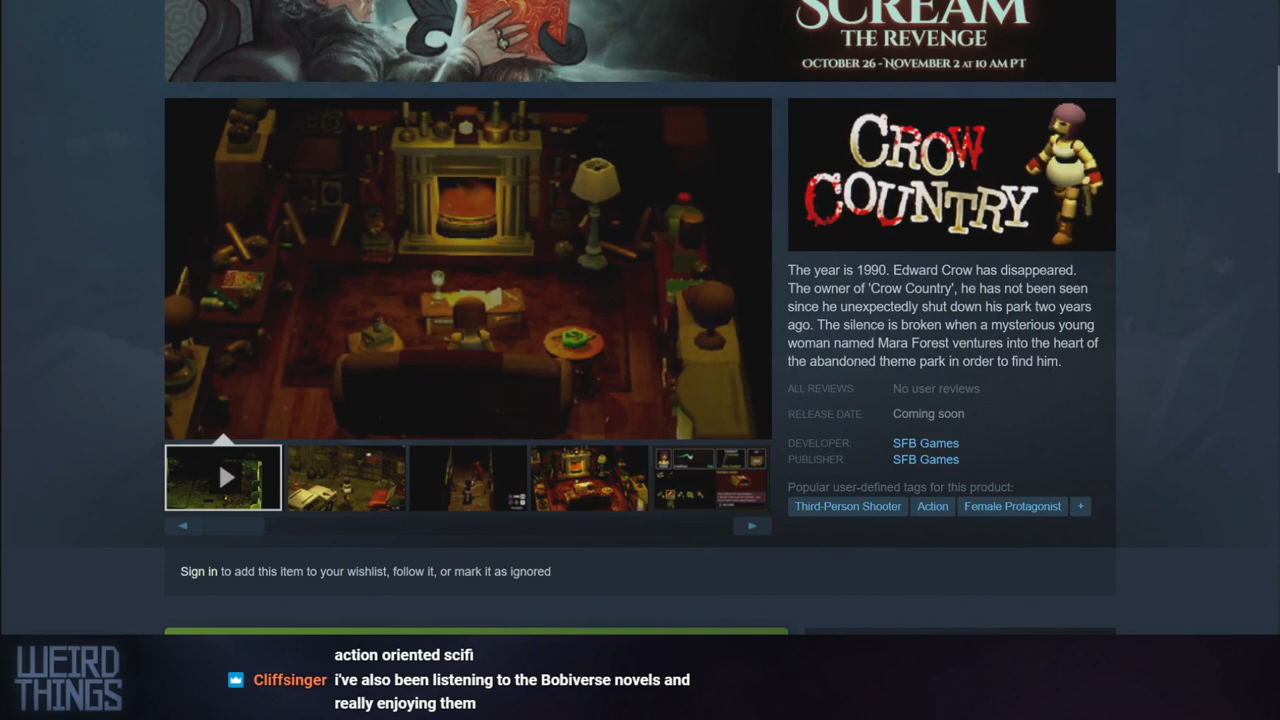 SCREAM
THE REVENGE
OCTOBER 26 - NOVEMBER 2 AT 10 AM PT
CROW
COUNTRY
The year is 1990. Edward Crow has disappeared.
The owner of 'Crow Country', he has not been seen
since he unexpectedly shut down his park two years
ago. The silence is broken when a mysterious young
woman named Mara Forest ventures into the heart of
the abandoned theme park in order to find him.
ALL REVIEWS: No user reviews
RELEASE DATE: Coming soon
DEVELOPER: SFB Games
PUBLISHER: SFB Games
Popular user-defined tags for this product:
Third-Person Shooter Action Female Protagonist +
Sign in to add this item to your wishlist, follow it, or mark it as ignored
WEIRD
THINGS
action oriented scifi
Cliffsinger i've also been listening to the Bobiverse novels and
really enjoying them